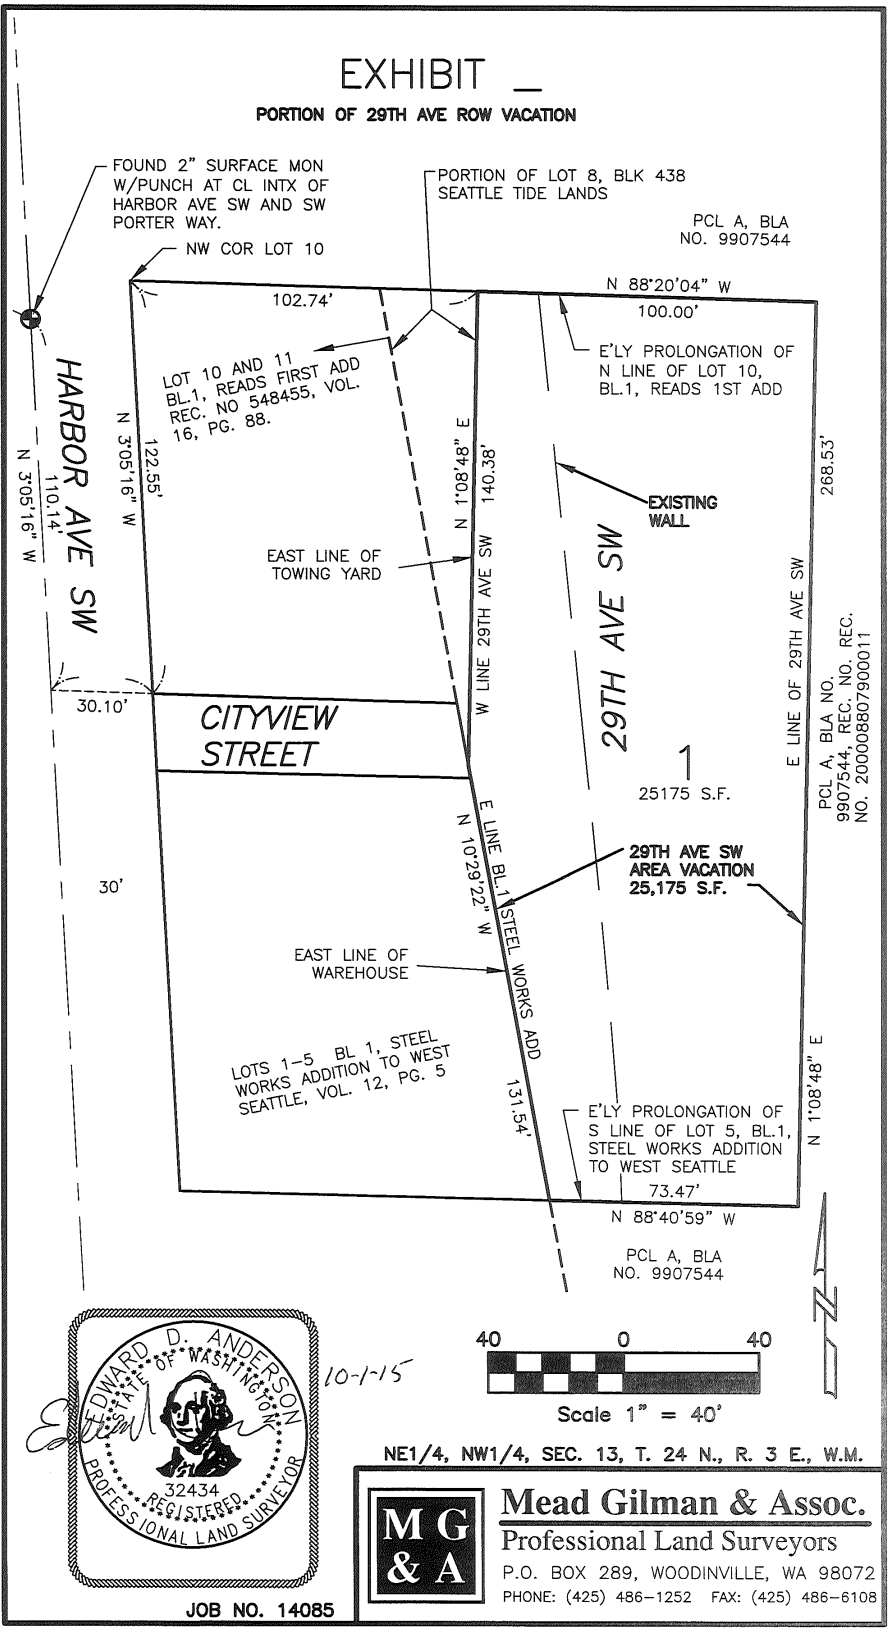 EXHIBIT _
PORTION OF 29TH AVE ROW VACATION
FOUND 2" SURFACE MON
W/PUNCH AT CL INTX OF
HARBOR AVE SW AND SW
PORTER WAY.
NW COR LOT 10
PORTION OF LOT 8, BLK 438
SEATTLE TIDE LANDS
PCL A, BLA
NO. 9907544
N 88°20'04" W
100.00'
102.74'
E'LY PROLONGATION OF
N LINE OF LOT 10,
BL.1, READS 1ST ADD
LOT 10 AND 11
BL.1, READS FIRST ADD
REC. NO 548455, VOL.
16, PG. 88.
HARBOR AVE SW
N 3°05'16" W
110.14'
N 3°05'16" W
122.55'
N 1°08'48" E
140.38'
W LINE 29TH AVE SW
EXISTING
WALL
268.53'
EAST LINE OF
TOWING YARD
29TH AVE SW
E LINE OF 29TH AVE SW
PCL A, BLA NO.
9907544, REC. NO. REC.
NO. 200008807900011
30.10'
CITYVIEW
STREET
1
25175 S.F.
29TH AVE SW
AREA VACATION
25,175 S.F.
30'
E LINE BL.1 STEEL WORKS ADD
N 10°29'22" W
131.54'
EAST LINE OF
WAREHOUSE
LOTS 1-5 BL 1, STEEL
WORKS ADDITION TO WEST
SEATTLE, VOL. 12, PG. 5
N 1°08'48" E
E'LY PROLONGATION OF
S LINE OF LOT 5, BL.1,
STEEL WORKS ADDITION
TO WEST SEATTLE
73.47'
N 88°40'59" W
PCL A, BLA
NO. 9907544
N
EDWARD D. ANDERSON
STATE OF WASHINGTON
32434
REGISTERED
PROFESSIONAL LAND SURVEYOR
10-1-15
40 0 40
Scale 1" = 40'
NE1/4, NW1/4, SEC. 13, T. 24 N., R. 3 E., W.M.
JOB NO. 14085
M G
& A
Mead Gilman & Assoc.
Professional Land Surveyors
P.O. BOX 289, WOODINVILLE, WA 98072
PHONE: (425) 486-1252 FAX: (425) 486-6108